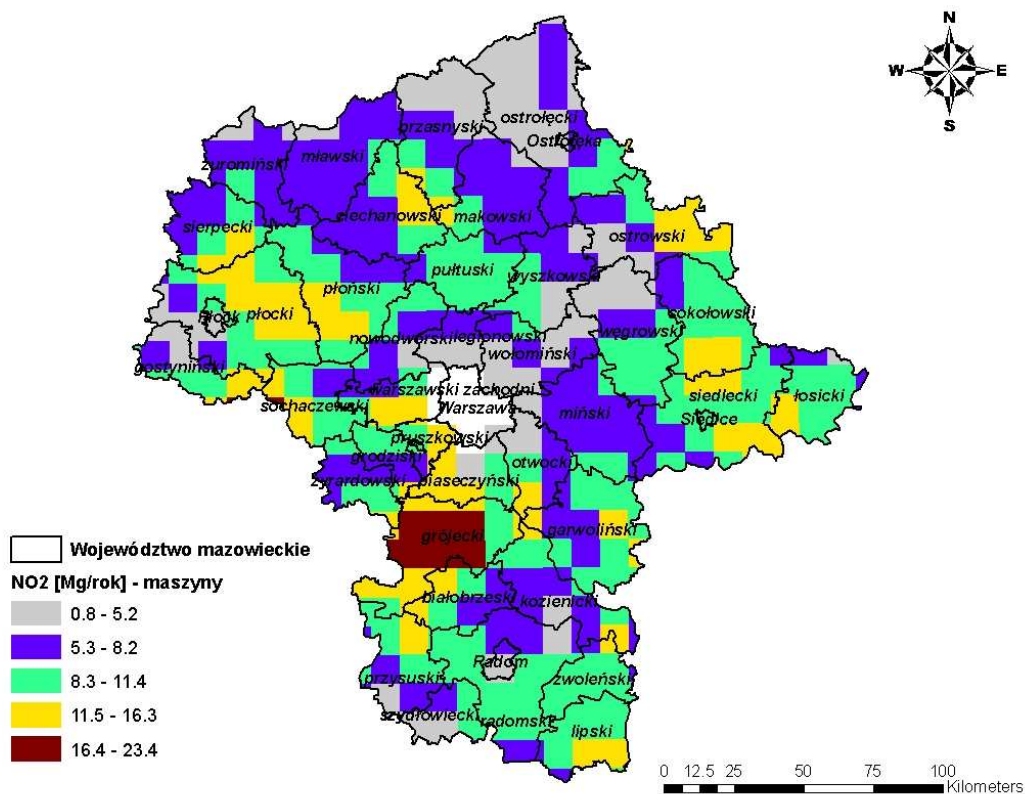 N
W E
S
przasnyski
ostrołęcki
Ostrołęka
żuromiński
mławski
ciechanowski
makowski
sierpecki
ostrowski
pułtuski
wyszkowski
płoński
sokołowski
Płock
płocki
nowodworski
legionowski
węgrowski
wołomiński
gostyniński
warszawski zachodni
Warszawa
sochaczewski
miński
siedlecki
Siedlce
łosicki
pruszkowski
grodziski
otwocki
żyrardowski
piaseczyński
grójecki
garwoliński
białobrzeski
kozienicki
Radom
przysuski
zwoleński
szydłowiecki
radomski
lipski
Województwo mazowieckie
NO2 [Mg/rok] - maszyny
0.8 - 5.2
5.3 - 8.2
8.3 - 11.4
11.5 - 16.3
16.4 - 23.4
0 12.5 25 50 75 100
Kilometers